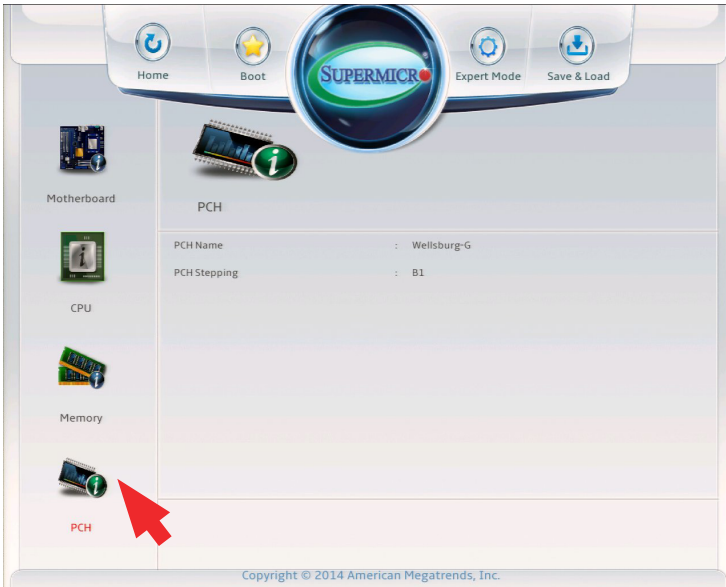 Home
Boot
SUPERMICR
Expert Mode
Save & Load
Motherboard
CPU
Memory
PCH
PCH
PCH Name : Wellsburg-G
PCH Stepping : B1
Copyright © 2014 American Megatrends, Inc.